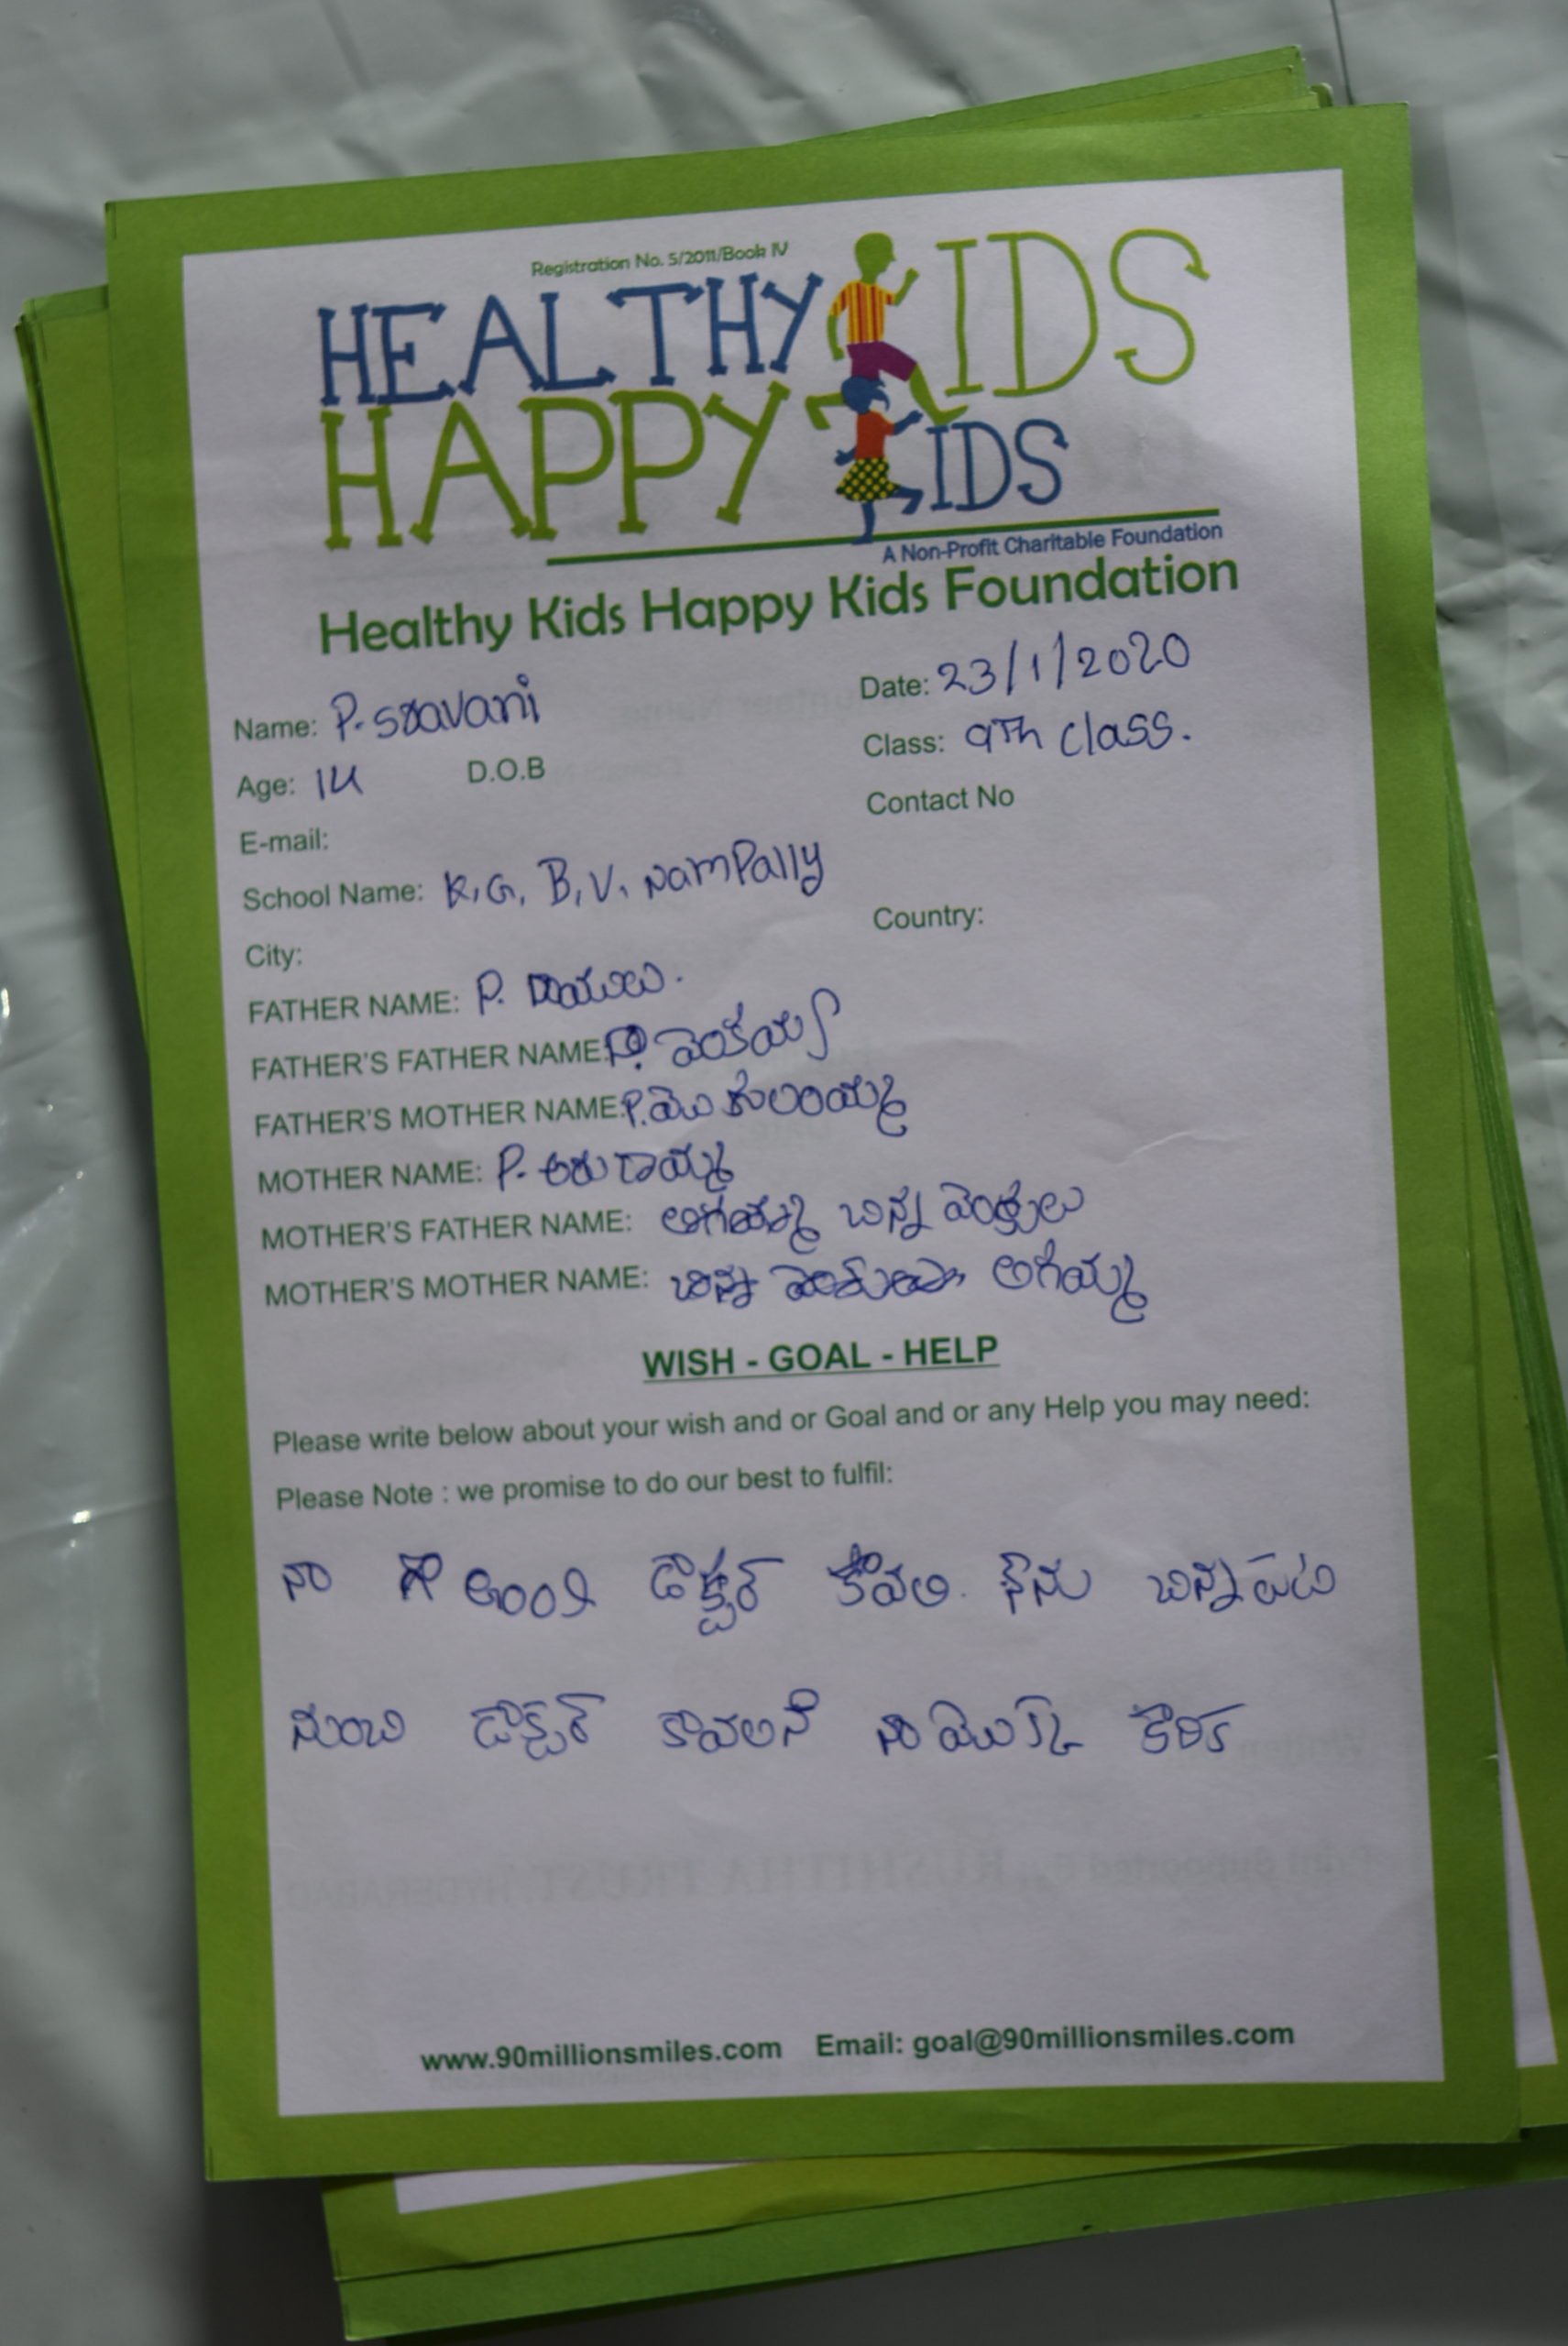 Registration No. 5/2011/Book IV
HEALTHY KIDS
HAPPY KIDS
A Non-Profit Charitable Foundation
Healthy Kids Happy Kids Foundation
Name: P. Sravani Date: 23/1/2020
Age: 14 D.O.B Class: 9Th class.
E-mail: Contact No
School Name: K.G.B.V. Nampally
City: Country:
FATHER NAME: P. రాములు.
FATHER'S FATHER NAME: P. వెంకయ్య
FATHER'S MOTHER NAME: P.
MOTHER NAME: P.
MOTHER'S FATHER NAME: చిన్న వెంకులు
MOTHER'S MOTHER NAME: అగయ్మ్మ
WISH - GOAL - HELP
Please write below about your wish and or Goal and or any Help you may need:
Please Note : we promise to do our best to fulfil:
నా డాక్టర్ కావలి. నేను చిన్నపటి
నుంచి డాక్టర్ కావలనే నా యొక్క కొరిక
www.90millionsmiles.com Email: goal@90millionsmiles.com